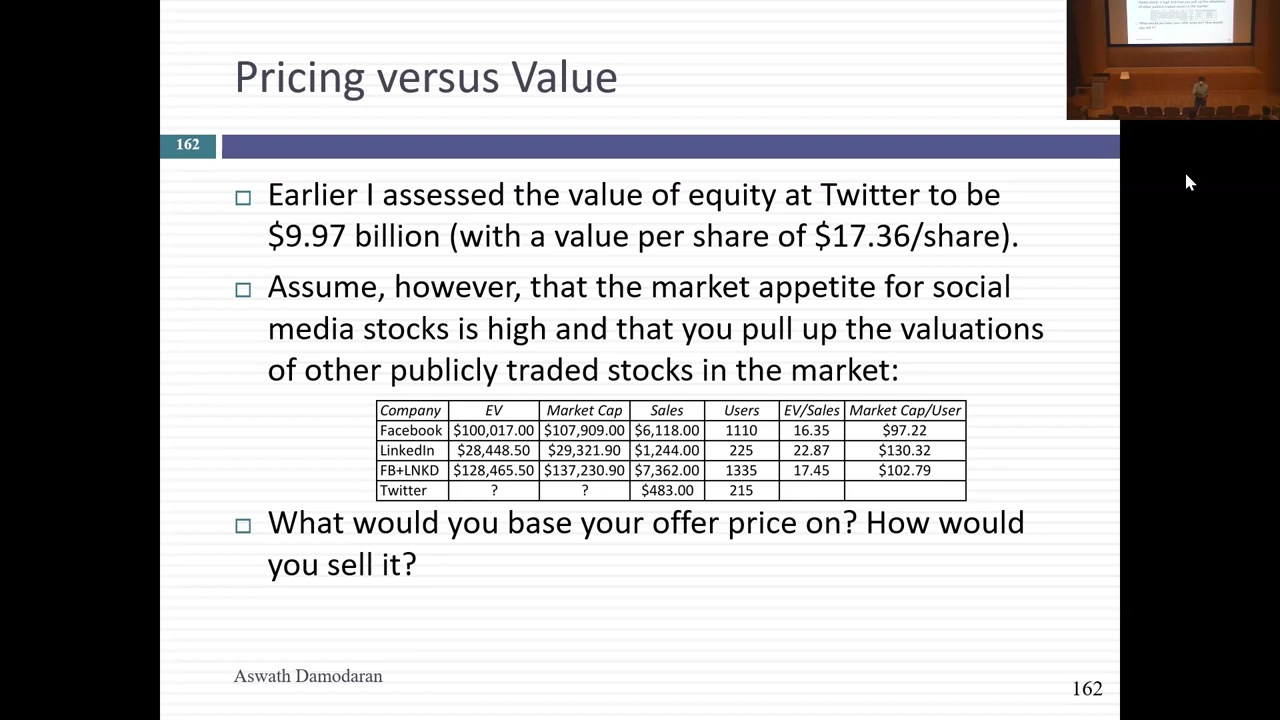 Pricing versus Value
162
Earlier I assessed the value of equity at Twitter to be
$9.97 billion (with a value per share of $17.36/share).
Assume, however, that the market appetite for social
media stocks is high and that you pull up the valuations
of other publicly traded stocks in the market:
Company EV Market Cap Sales Users EV/Sales Market Cap/User
Facebook $100,017.00 $107,909.00 $6,118.00 1110 16.35 $97.22
LinkedIn $28,448.50 $29,321.90 $1,244.00 225 22.87 $130.32
FB+LNKD $128,465.50 $137,230.90 $7,362.00 1335 17.45 $102.79
Twitter ? ? $483.00 215
What would you base your offer price on? How would
you sell it?
Aswath Damodaran
162